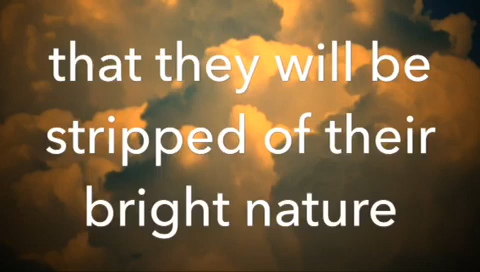 that they will be
stripped of their
bright nature